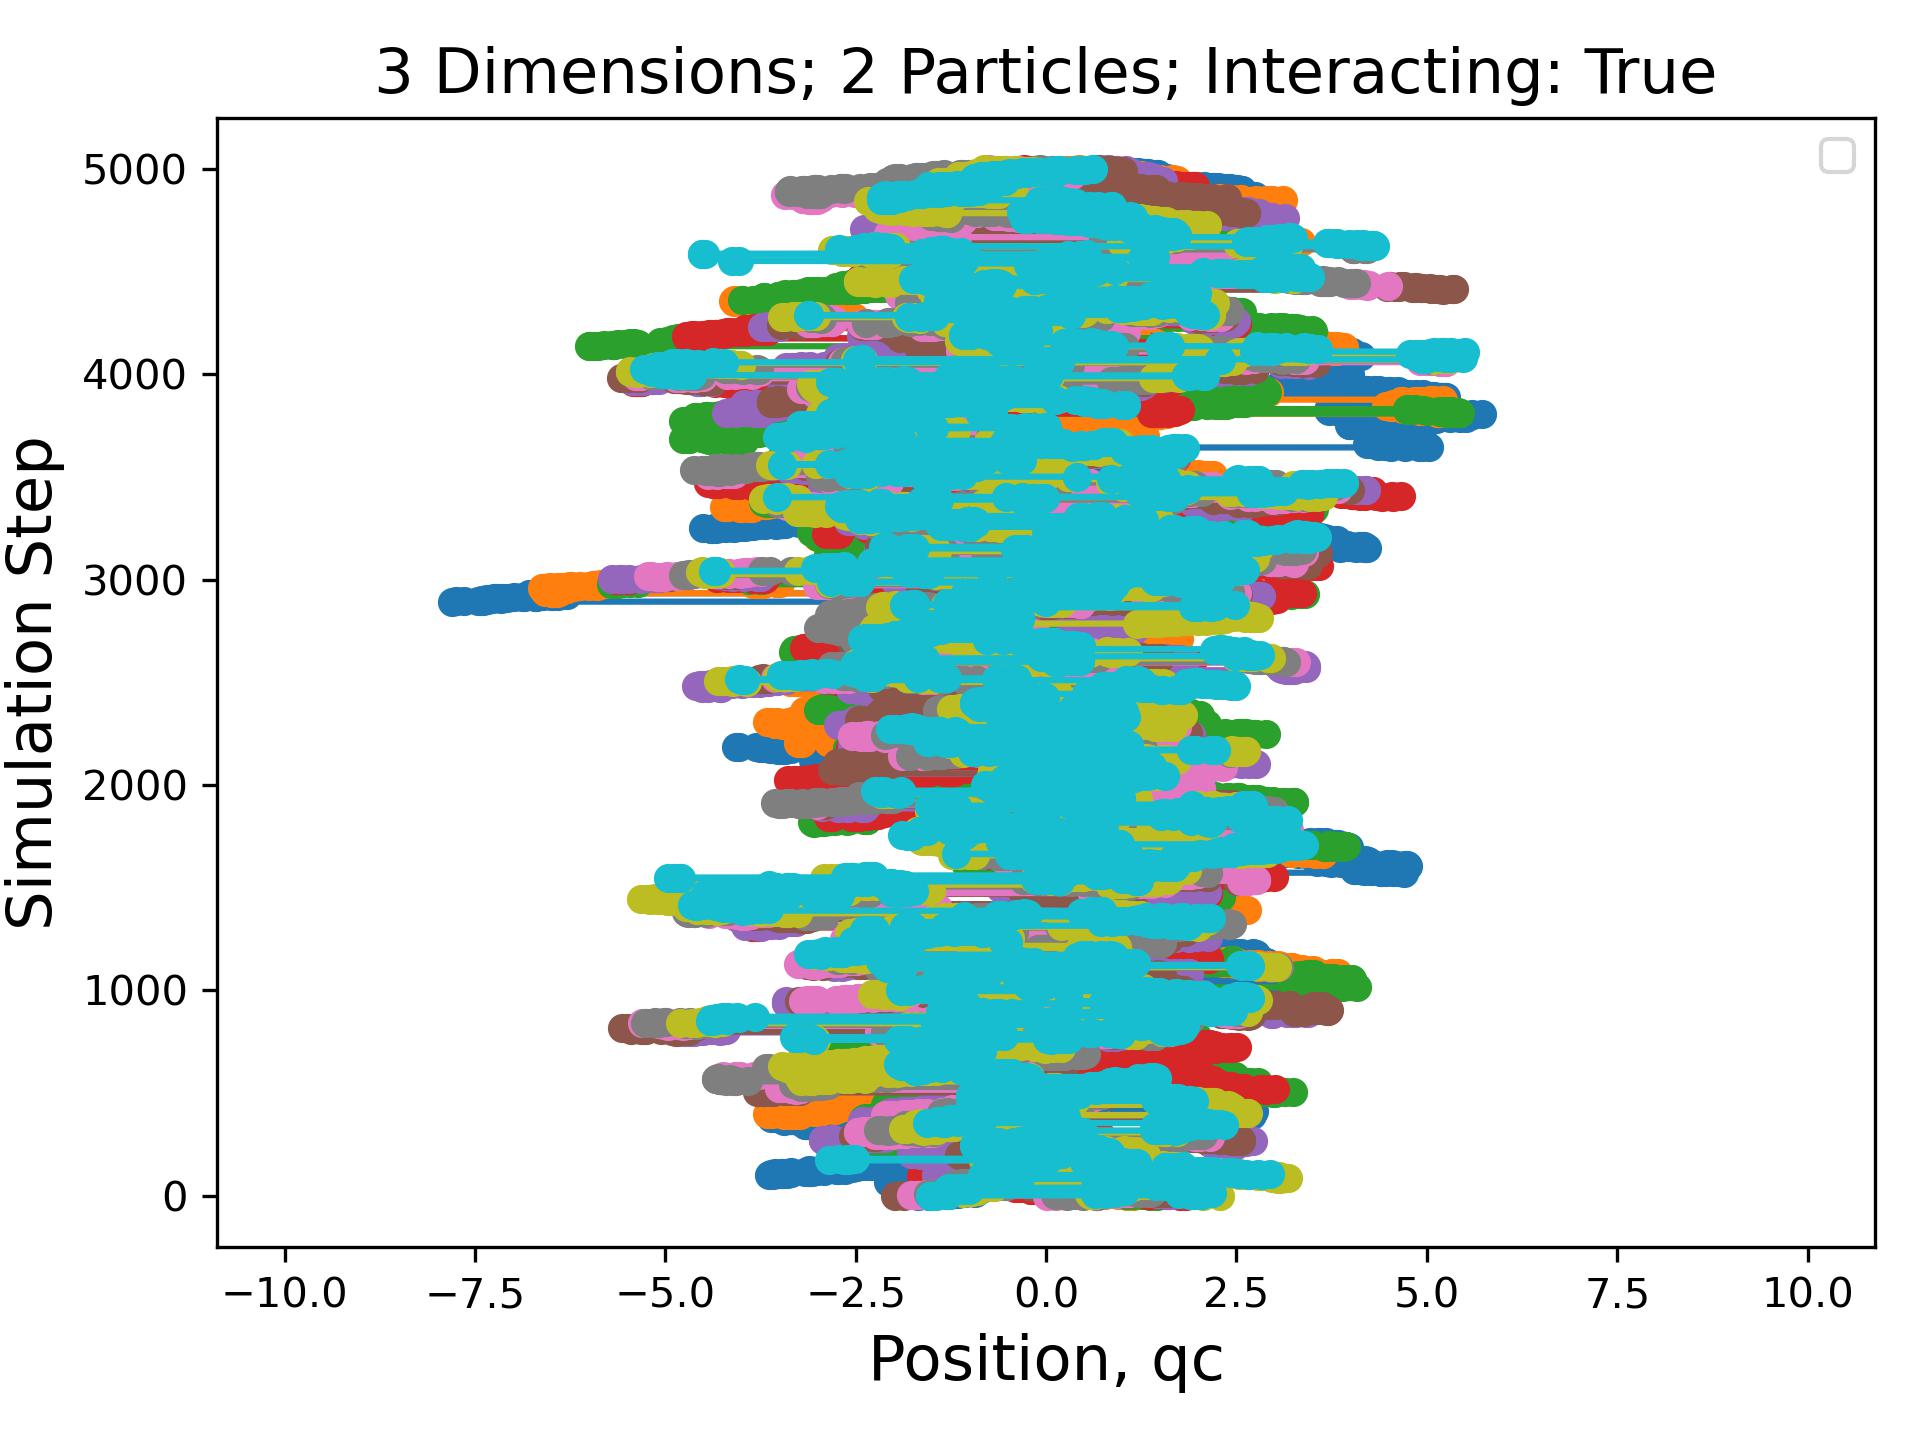 3 Dimensions; 2 Particles; Interacting: True
5000
4000
3000
2000
1000
0
Simulation Step
−10.0 −7.5 −5.0 −2.5 0.0 2.5 5.0 7.5 10.0
Position, qc